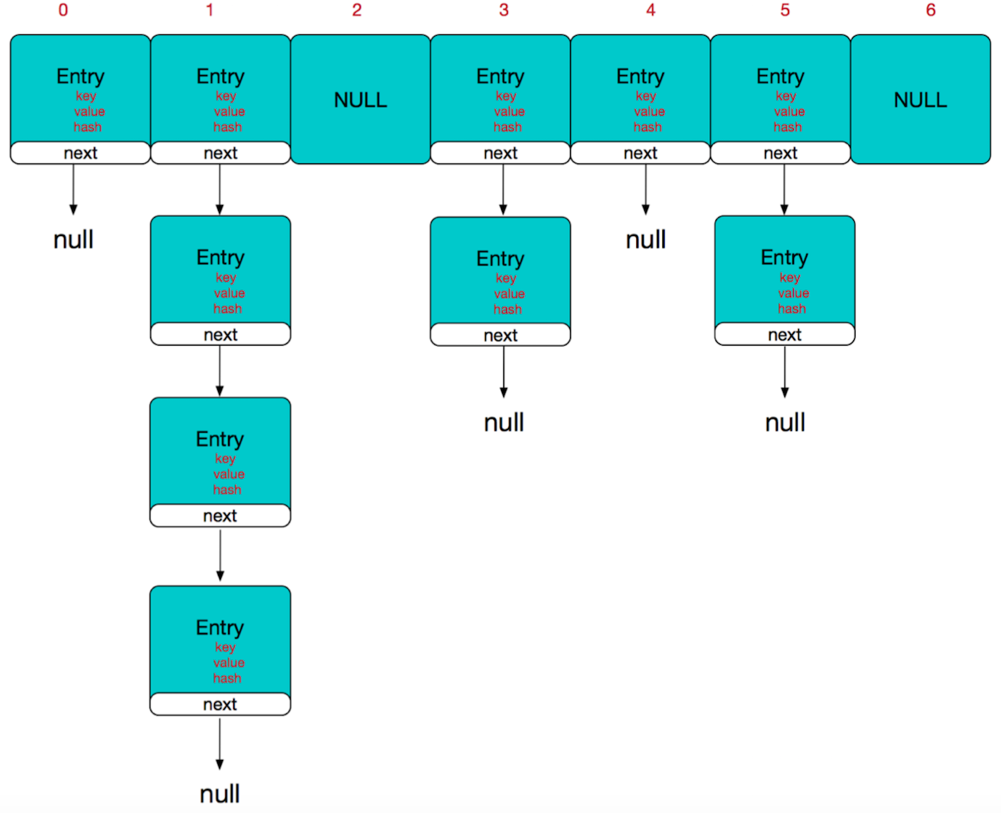 0 1 2 3 4 5 6
Entry Entry Entry Entry Entry
key key key key key
NULL NULL
value value value value value
hash hash hash hash hash
next next next next next
null null
Entry Entry Entry
key key key
value value value
hash hash hash
next next next
null null
Entry
key
value
hash
next
Entry
key
value
hash
next
null